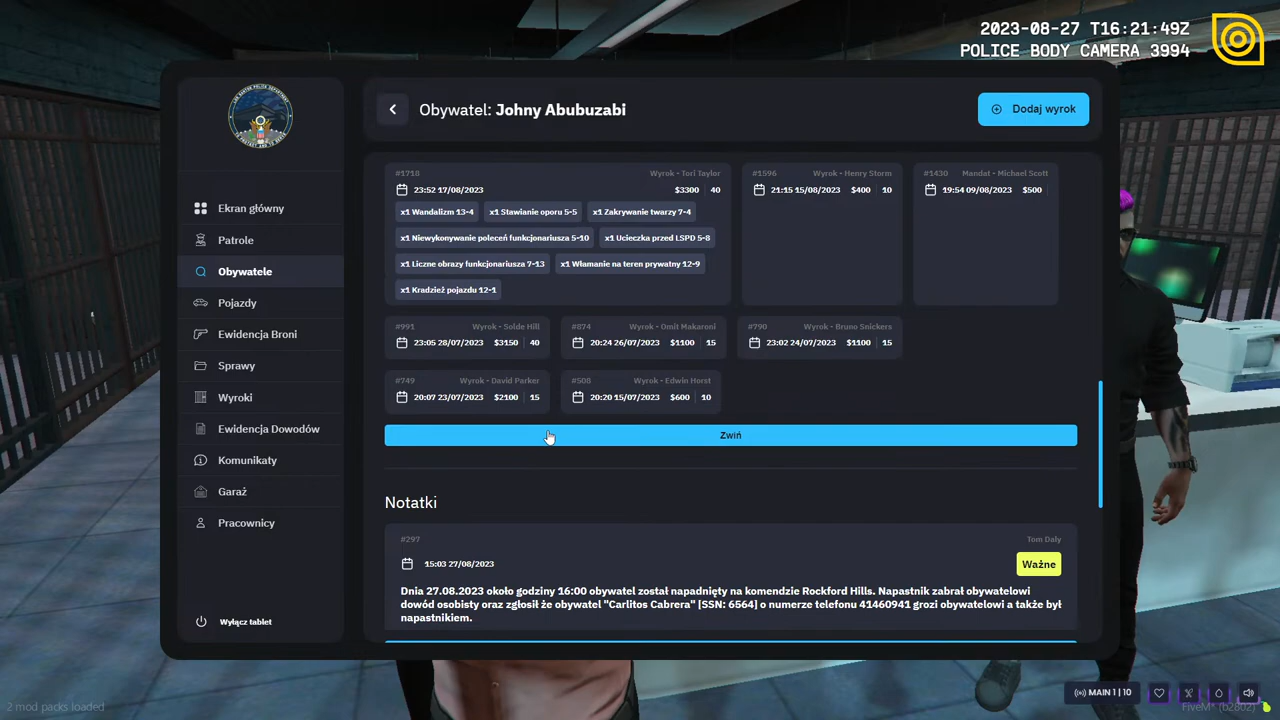 2023-08-27 T16:21:49Z
POLICE BODY CAMERA 3994
Obywatel: Johny Abubuzabi
Dodaj wyrok
Ekran główny
Patrole
Obywatele
Pojazdy
Ewidencja Broni
Sprawy
Wyroki
Ewidencja Dowodów
Komunikaty
Garaż
Pracownicy
Wyłącz tablet
#1718 Wyrok - Tori Taylor
23:52 17/08/2023 $3300 40
x1 Wandalizm 13-4 x1 Stawianie oporu 5-5 x1 Zakrywanie twarzy 7-4
x1 Niewykonywanie poleceń funkcjonariusza 5-10 x1 Ucieczka przed LSPD 5-8
x1 Liczne obrazy funkcjonariusza 7-13 x1 Włamanie na teren prywatny 12-9
x1 Kradzież pojazdu 12-1
#1596 Wyrok - Henry Storm
21:15 15/08/2023 $400 10
#1430 Mandat - Michael Scott
19:54 09/08/2023 $500
#991 Wyrok - Solde Hill
23:05 28/07/2023 $3150 40
#874 Wyrok - Omit Makaroni
20:24 26/07/2023 $1100 15
#790 Wyrok - Bruno Snickers
23:02 24/07/2023 $1100 15
#749 Wyrok - David Parker
20:07 23/07/2023 $2100 15
#508 Wyrok - Edwin Horst
20:20 15/07/2023 $600 10
Zwiń
Notatki
#297 Tom Daly
15:03 27/08/2023 Ważne
Dnia 27.08.2023 około godziny 16:00 obywatel został napadnięty na komendzie Rockford Hills. Napastnik zabrał obywatelowi
dowód osobisty oraz zgłosił że obywatel "Carlitos Cabrera" [SSN: 6564] o numerze telefonu 41460941 grozi obywatelowi a także był
napastnikiem.
MAIN 1 | 10
2 mod packs loaded
FiveM* (b2802)